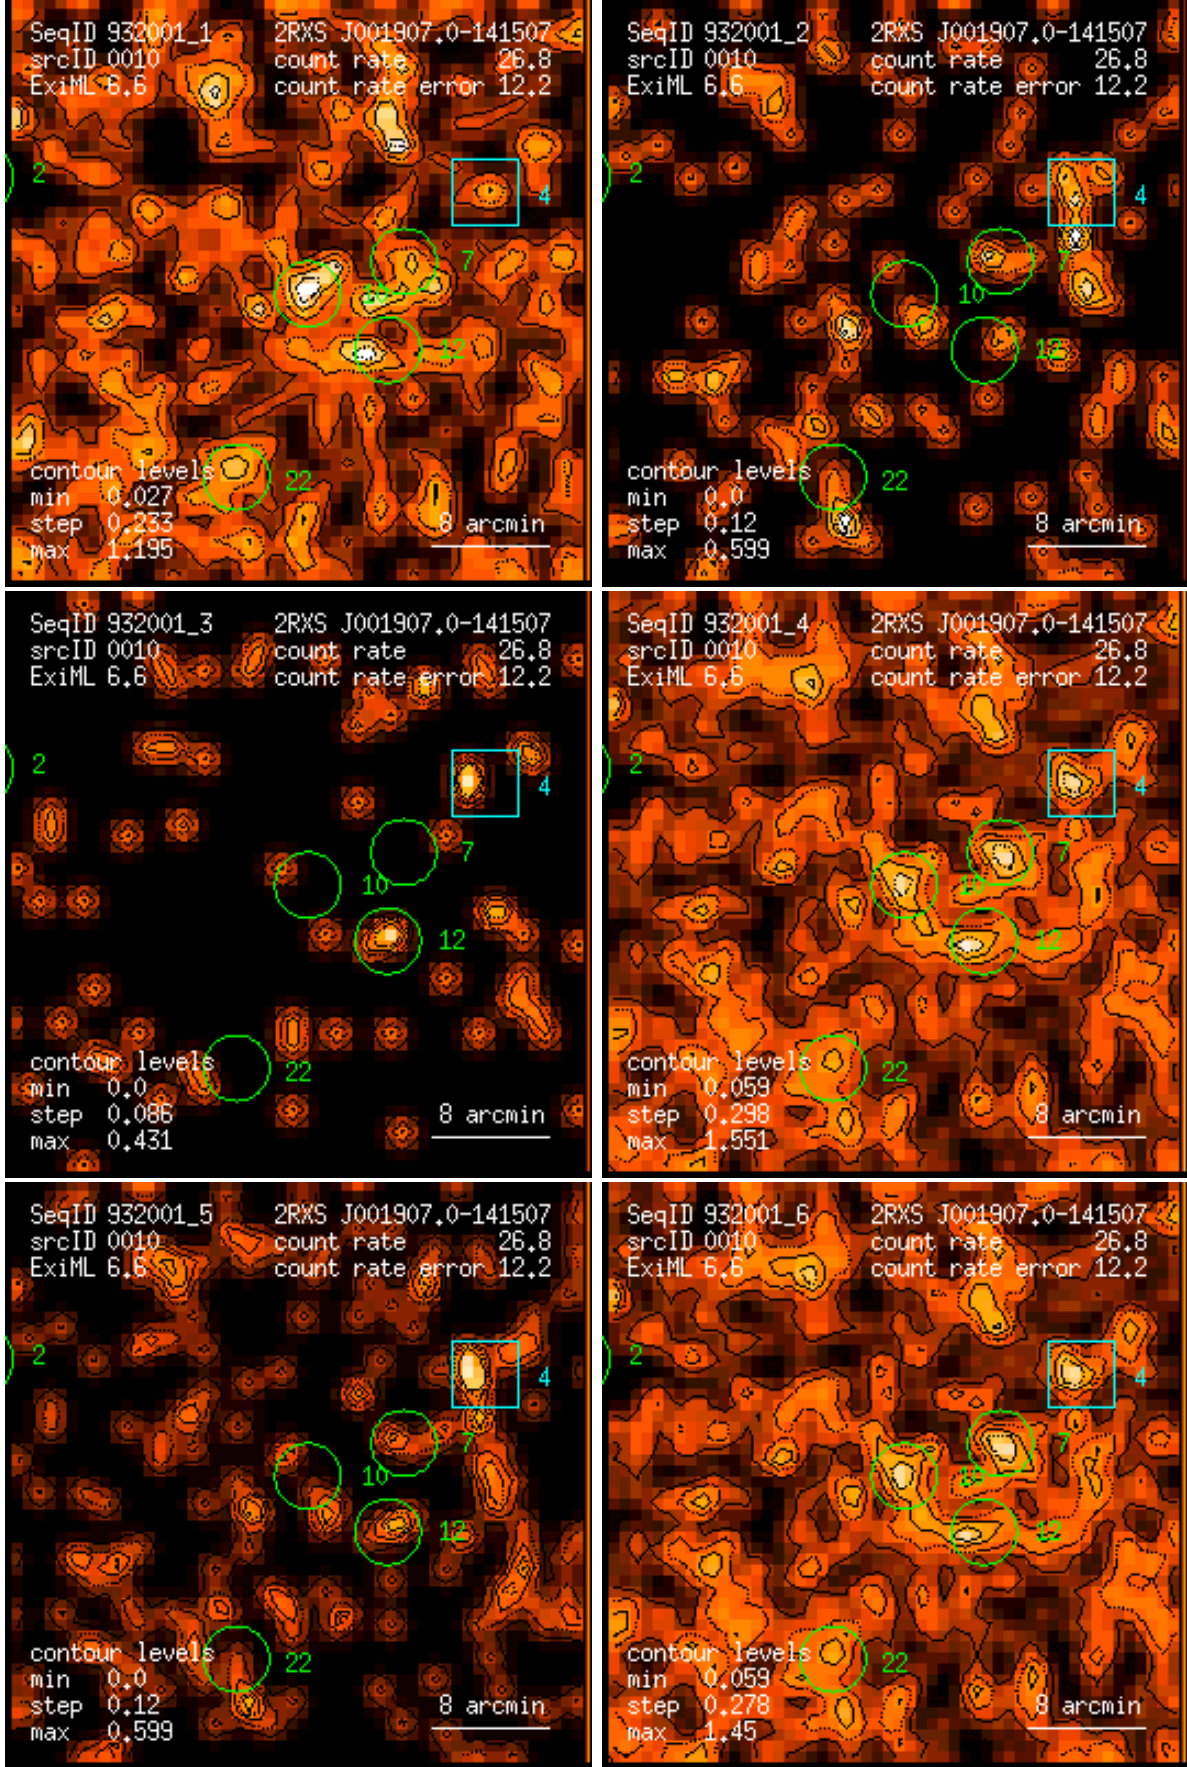 SeqID 932001_1 2RXS J001907.0-141507
srcID 0010 count rate 26.8
ExiML 6.6 count rate error 12.2
2
4
7
10
12
22
contour levels
min 0.027
step 0.233
max 1.195
8 arcmin
SeqID 932001_2 2RXS J001907.0-141507
srcID 0010 count rate 26.8
ExiML 6.6 count rate error 12.2
2
4
7
10
12
22
contour levels
min 0.0
step 0.12
max 0.599
8 arcmin
SeqID 932001_3 2RXS J001907.0-141507
srcID 0010 count rate 26.8
ExiML 6.6 count rate error 12.2
2
4
7
10
12
22
contour levels
min 0.0
step 0.086
max 0.431
8 arcmin
SeqID 932001_4 2RXS J001907.0-141507
srcID 0010 count rate 26.8
ExiML 6.6 count rate error 12.2
2
4
7
10
12
22
contour levels
min 0.059
step 0.298
max 1.551
8 arcmin
SeqID 932001_5 2RXS J001907.0-141507
srcID 0010 count rate 26.8
ExiML 6.6 count rate error 12.2
2
4
7
10
12
22
contour levels
min 0.0
step 0.12
max 0.599
8 arcmin
SeqID 932001_6 2RXS J001907.0-141507
srcID 0010 count rate 26.8
ExiML 6.6 count rate error 12.2
2
4
7
10
12
22
contour levels
min 0.059
step 0.278
max 1.45
8 arcmin